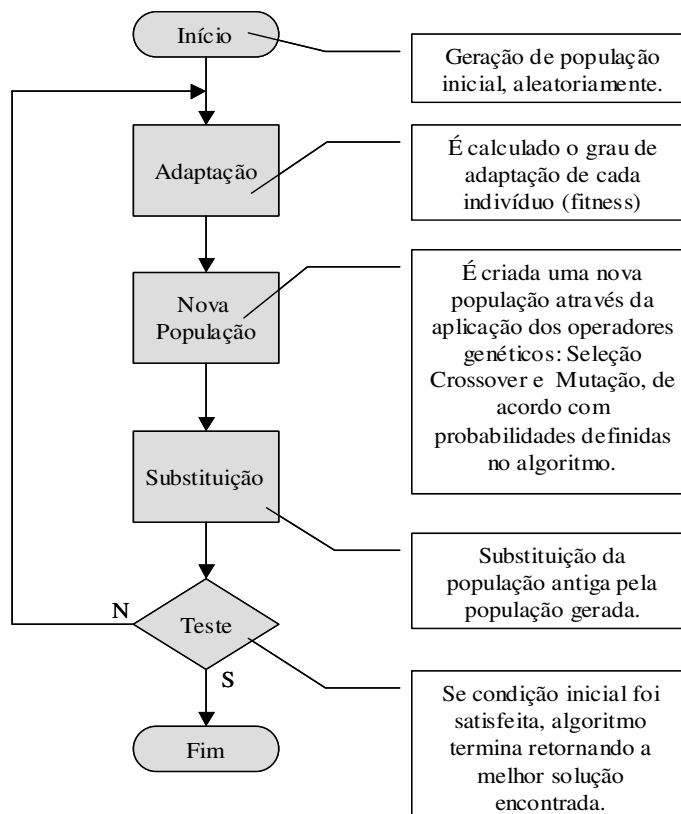 Início
Geração de população
inicial, aleatoriamente.
Adaptação
É calculado o grau de
adaptação de cada
indivíduo (fitness)
Nova
População
É criada uma nova
população através da
aplicação dos operadores
genéticos: Seleção
Crossover e Mutação, de
acordo com
probabilidades definidas
no algoritmo.
Substituição
Substituição da
população antiga pela
população gerada.
N
Teste
S
Se condição inicial foi
satisfeita, algoritmo
termina retornando a
melhor solução
encontrada.
Fim